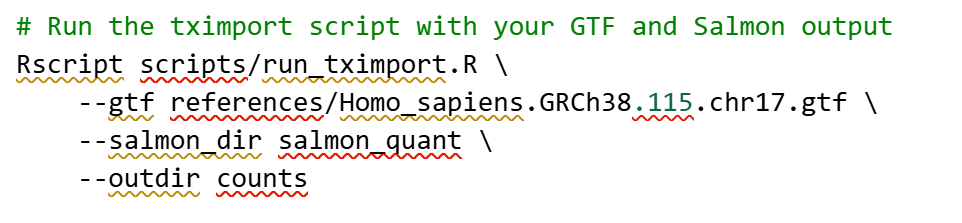 # Run the tximport script with your GTF and Salmon output
Rscript scripts/run_tximport.R \
--gtf references/Homo_sapiens.GRCh38.115.chr17.gtf \
--salmon_dir salmon_quant \
--outdir counts